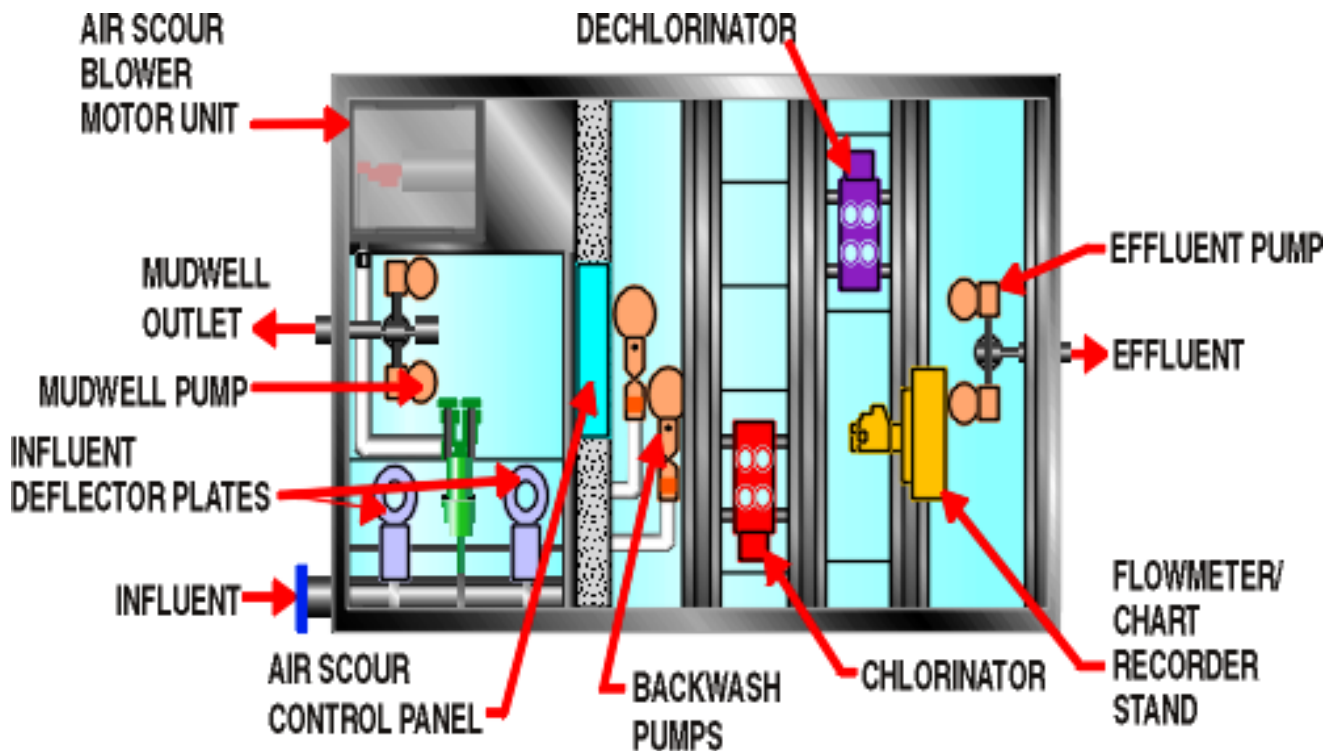 AIR SCOUR
BLOWER
MOTOR UNIT
DECHLORINATOR
MUDWELL
OUTLET
MUDWELL PUMP
INFLUENT
DEFLECTOR PLATES
INFLUENT
AIR SCOUR
CONTROL PANEL
BACKWASH
PUMPS
CHLORINATOR
EFFLUENT PUMP
EFFLUENT
FLOWMETER/
CHART
RECORDER
STAND